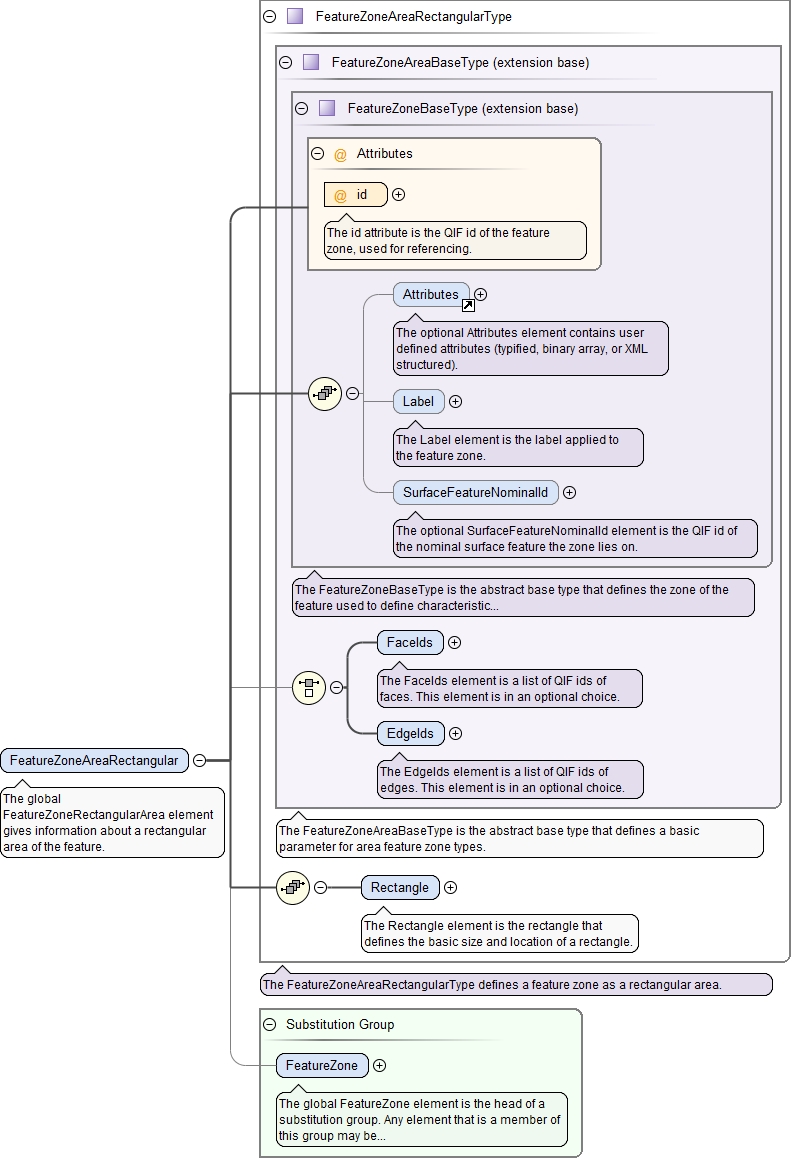 FeatureZoneAreaRectangularType
FeatureZoneAreaBaseType (extension base)
FeatureZoneBaseType (extension base)
@ Attributes
@ id
The id attribute is the QIF id of the feature
zone, used for referencing.
Attributes
The optional Attributes element contains user
defined attributes (typified, binary array, or XML
structured).
Label
The Label element is the label applied to
the feature zone.
SurfaceFeatureNominalId
The optional SurfaceFeatureNominalId element is the QIF id of
the nominal surface feature the zone lies on.
The FeatureZoneBaseType is the abstract base type that defines the zone of the
feature used to define characteristic...
FaceIds
The FaceIds element is a list of QIF ids of
faces. This element is in an optional choice.
EdgeIds
The EdgeIds element is a list of QIF ids of
edges. This element is in an optional choice.
FeatureZoneAreaRectangular
The global
FeatureZoneRectangularArea element
gives information about a rectangular
area of the feature.
The FeatureZoneAreaBaseType is the abstract base type that defines a basic
parameter for area feature zone types.
Rectangle
The Rectangle element is the rectangle that
defines the basic size and location of a rectangle.
The FeatureZoneAreaRectangularType defines a feature zone as a rectangular area.
Substitution Group
FeatureZone
The global FeatureZone element is the head of a
substitution group. Any element that is a member of
this group may be...